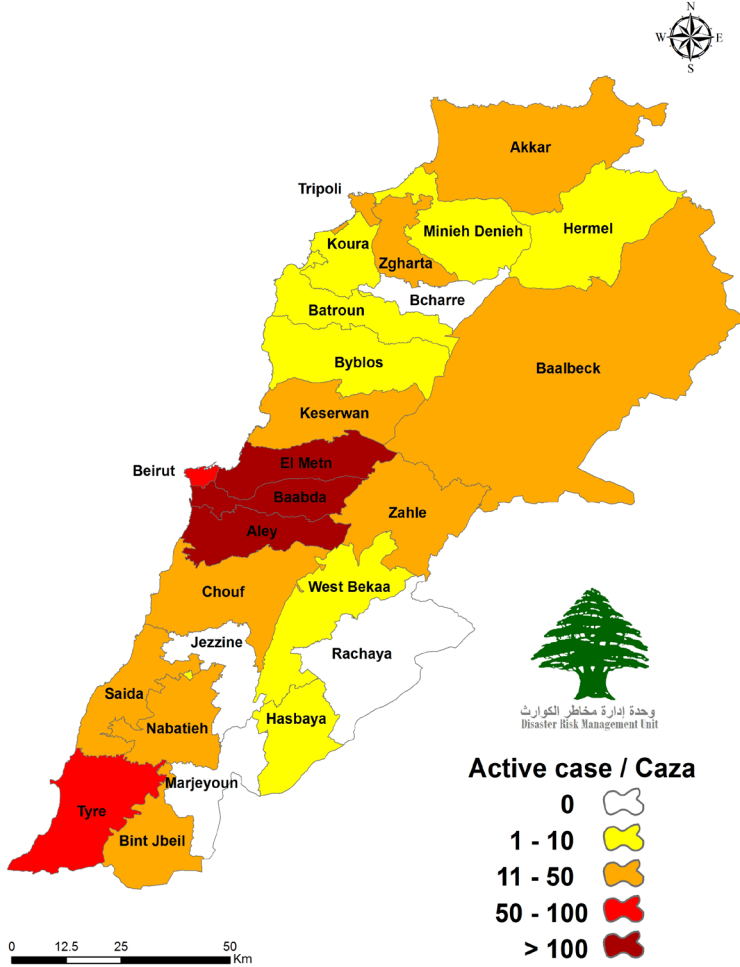 N
W E
S
Akkar
Tripoli
Minieh Denieh
Hermel
Koura
Zgharta
Bcharre
Batroun
Byblos
Baalbeck
Keserwan
El Metn
Beirut
Baabda
Zahle
Aley
West Bekaa
Chouf
Jezzine
Rachaya
Saida
Hasbaya
Nabatieh
Marjeyoun
Tyre
Bint Jbeil
وحدة إدارة مخاطر الكوارث
Disaster Risk Management Unit
Active case / Caza
0
1 - 10
11 - 50
50 - 100
> 100
0 12.5 25 50
Km